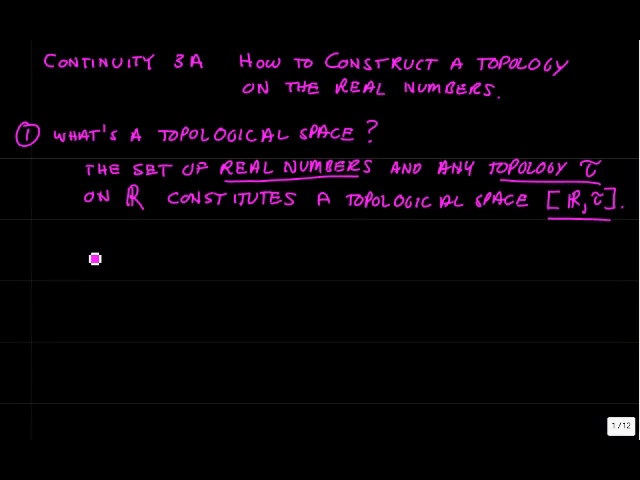 CONTINUITY 3A HOW TO CONSTRUCT A TOPOLOGY
ON THE REAL NUMBERS.
① WHAT'S A TOPOLOGICAL SPACE?
THE SET OF REAL NUMBERS AND ANY TOPOLOGY τ
ON ℝ CONSTITUTES A TOPOLOGICAL SPACE [ℝ, τ].
1/12